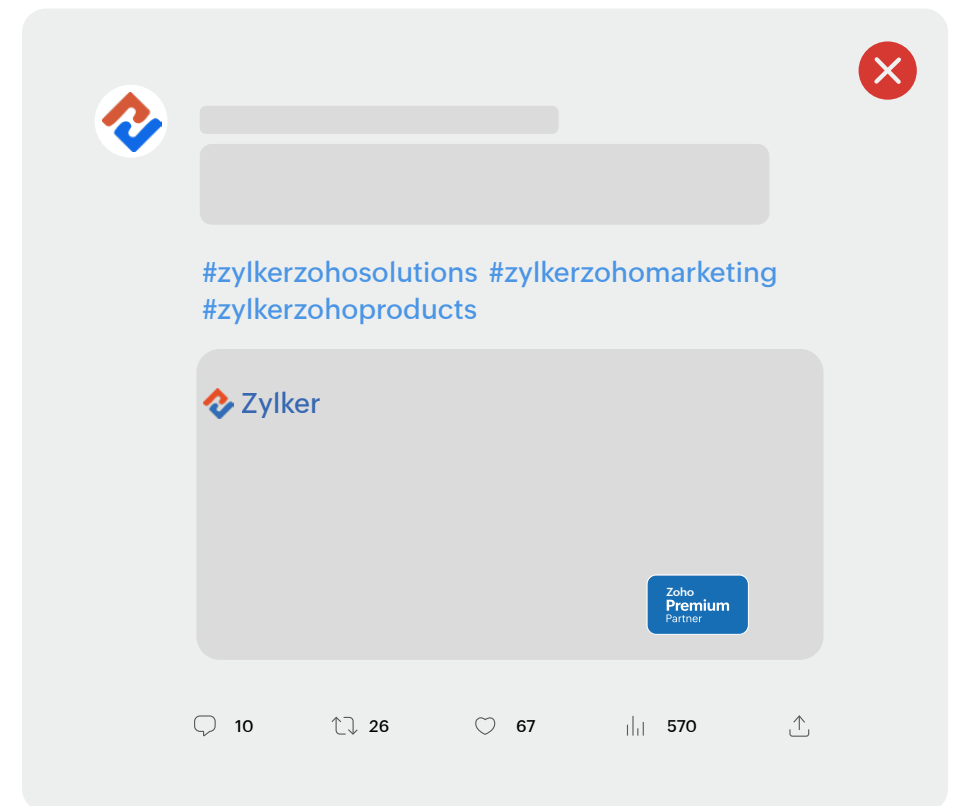 #zylkerzohosolutions #zylkerzohomarketing
#zylkerzohoproducts
Zylker
Zoho
Premium
Partner
10 26 67 570